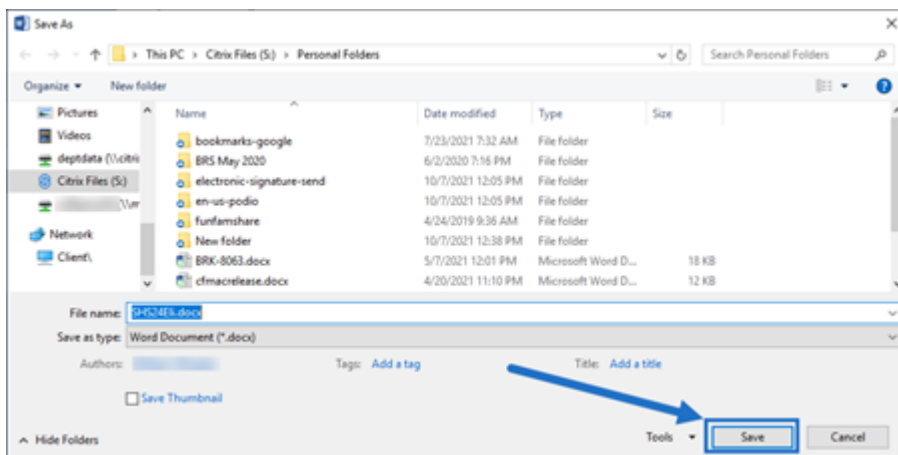 Save As
This PC > Citrix Files (S:) > Personal Folders
Search Personal Folders
Organize
New folder
Pictures
Videos
deptdata (\\citri
Citrix Files (S:)
Network
Client\
Name Date modified Type Size
bookmarks-google 7/23/2021 7:32 AM File folder
BRS May 2020 6/2/2020 7:16 PM File folder
electronic-signature-send 10/7/2021 12:05 PM File folder
en-us-podio 10/7/2021 12:05 PM File folder
funfamshare 4/24/2019 9:36 AM File folder
New folder 10/7/2021 12:38 PM File folder
BRK-8063.docx 5/7/2021 12:01 PM Microsoft Word D... 18 KB
cfmacrelease.docx 4/20/2021 11:10 PM Microsoft Word D... 12 KB
File name:
Save as type: Word Document (*.docx)
Authors: Tags: Add a tag Title: Add a title
Save Thumbnail
Hide Folders
Tools Save Cancel